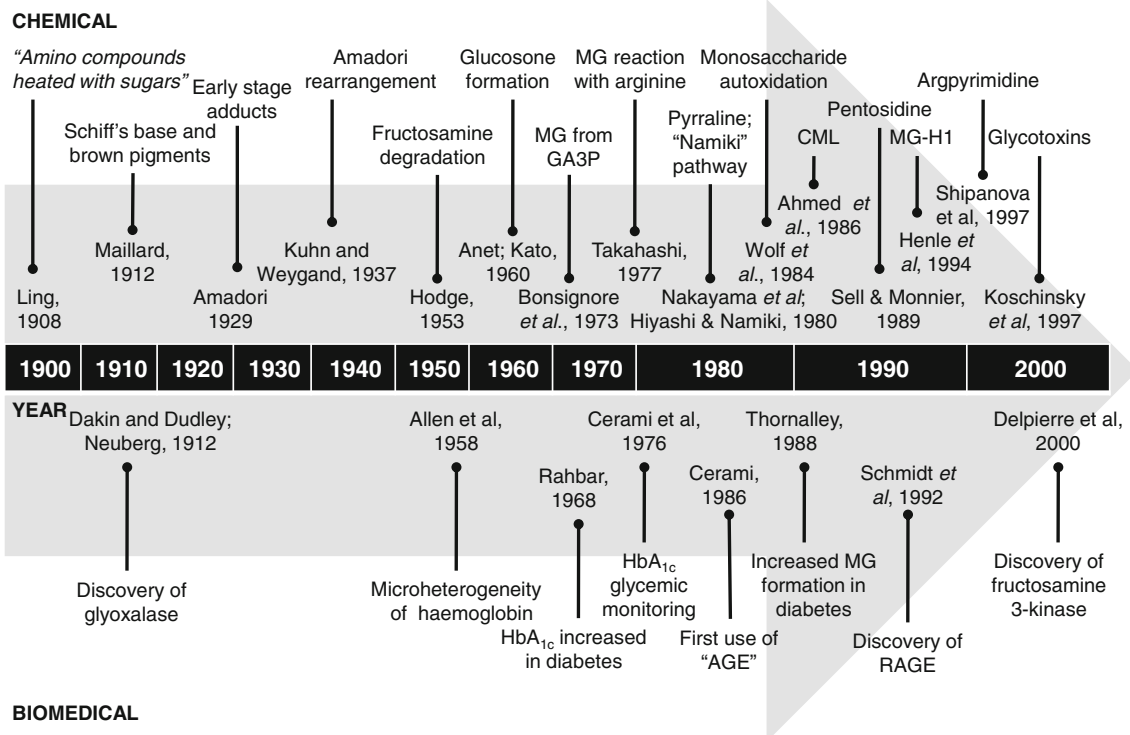 CHEMICAL
“Amino compounds
heated with sugars”
Early stage
adducts
Amadori
rearrangement
Glucosone
formation
MG reaction
with arginine
Monosaccharide
autoxidation
Argpyrimidine
Schiff’s base and
brown pigments
Fructosamine
degradation
MG from
GA3P
Pyrraline;
“Namiki”
pathway
CML
Pentosidine
MG-H1
Glycotoxins
Ling,
1908
Maillard,
1912
Amadori
1929
Kuhn and
Weygand, 1937
Hodge,
1953
Anet; Kato,
1960
Bonsignore
et al., 1973
Takahashi,
1977
Nakayama et al;
Hiyashi & Namiki, 1980
Wolf et
al., 1984
Ahmed et
al., 1986
Sell & Monnier,
1989
Henle et
al, 1994
Shipanova
et al, 1997
Koschinsky
et al, 1997
1900 1910 1920 1930 1940 1950 1960 1970 1980 1990 2000
YEAR
Dakin and Dudley;
Neuberg, 1912
Allen et al,
1958
Rahbar,
1968
Cerami et al,
1976
Cerami,
1986
Thornalley,
1988
Schmidt et
al, 1992
Delpierre et al,
2000
Discovery of
glyoxalase
Microheterogeneity
of haemoglobin
HbA1c increased
in diabetes
HbA1c
glycemic
monitoring
First use of
“AGE”
Increased MG
formation in
diabetes
Discovery of
RAGE
Discovery of
fructosamine
3-kinase
BIOMEDICAL